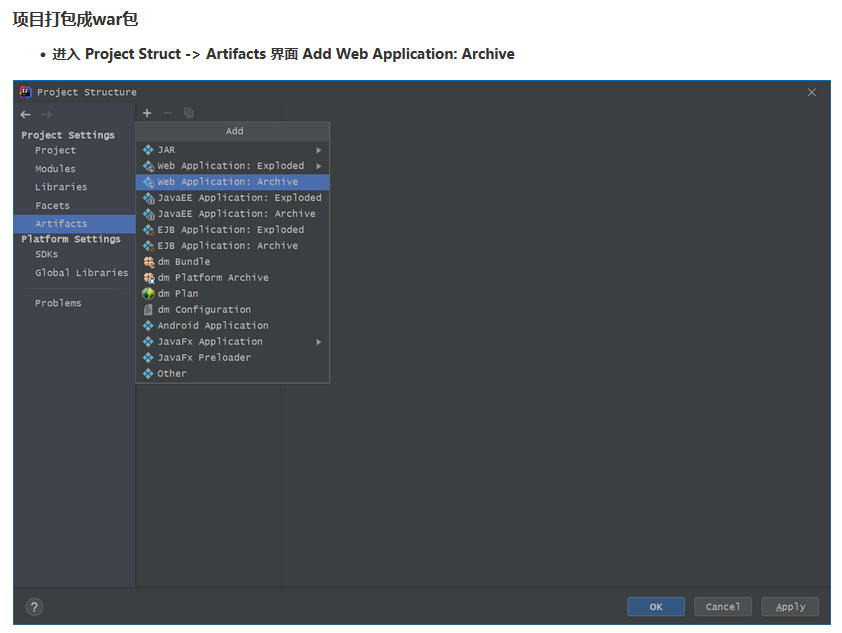 项目打包成war包
• 进入 Project Struct -> Artifacts 界面 Add Web Application: Archive
Project Structure
Project Settings
Project
Modules
Libraries
Facets
Artifacts
Platform Settings
SDKs
Global Libraries
Problems
Add
JAR
Web Application: Exploded
Web Application: Archive
JavaEE Application: Exploded
JavaEE Application: Archive
EJB Application: Exploded
EJB Application: Archive
dm Bundle
dm Platform Archive
dm Plan
dm Configuration
Android Application
JavaFx Application
JavaFx Preloader
Other
?
OK
Cancel
Apply